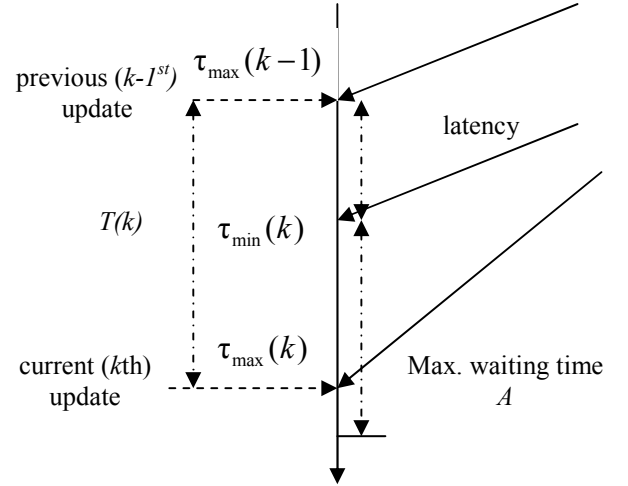 τmax(k−1)
previous (k-1st)
update
latency
T(k)
τmin(k)
τmax(k)
current (kth)
update
Max. waiting time
A